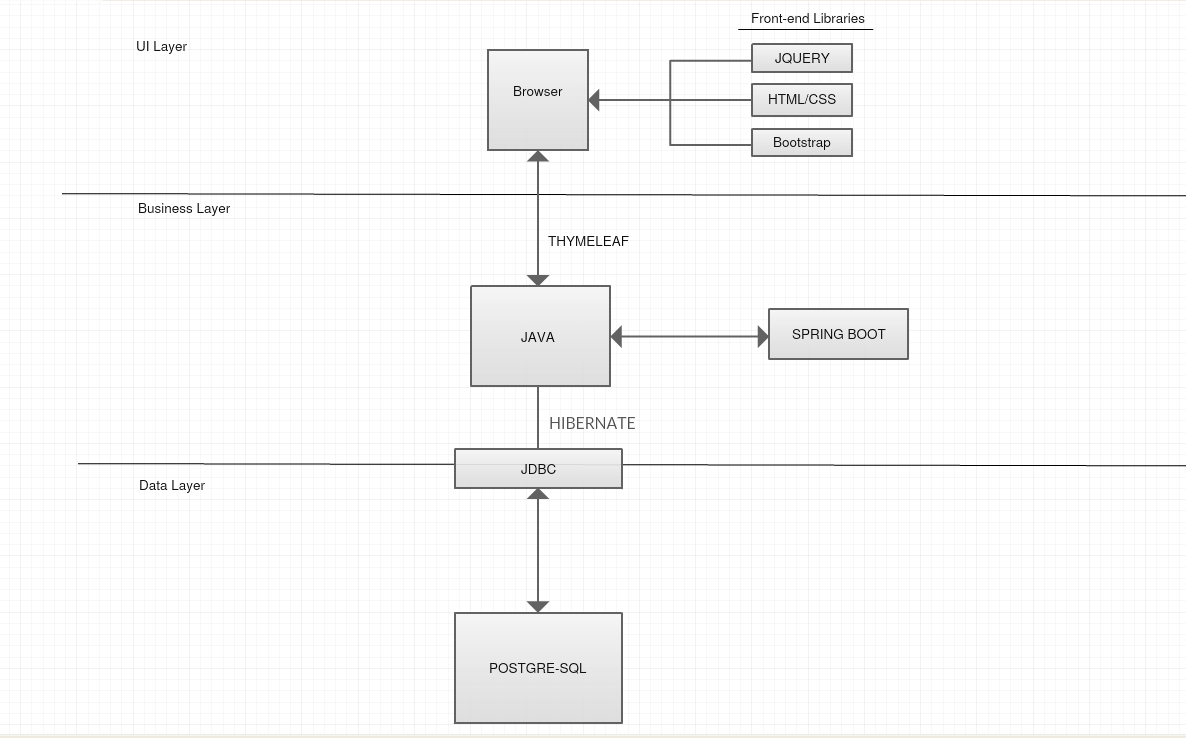 Front-end Libraries
UI Layer
JQUERY
Browser
HTML/CSS
Bootstrap
Business Layer
THYMELEAF
JAVA
SPRING BOOT
HIBERNATE
JDBC
Data Layer
POSTGRE-SQL